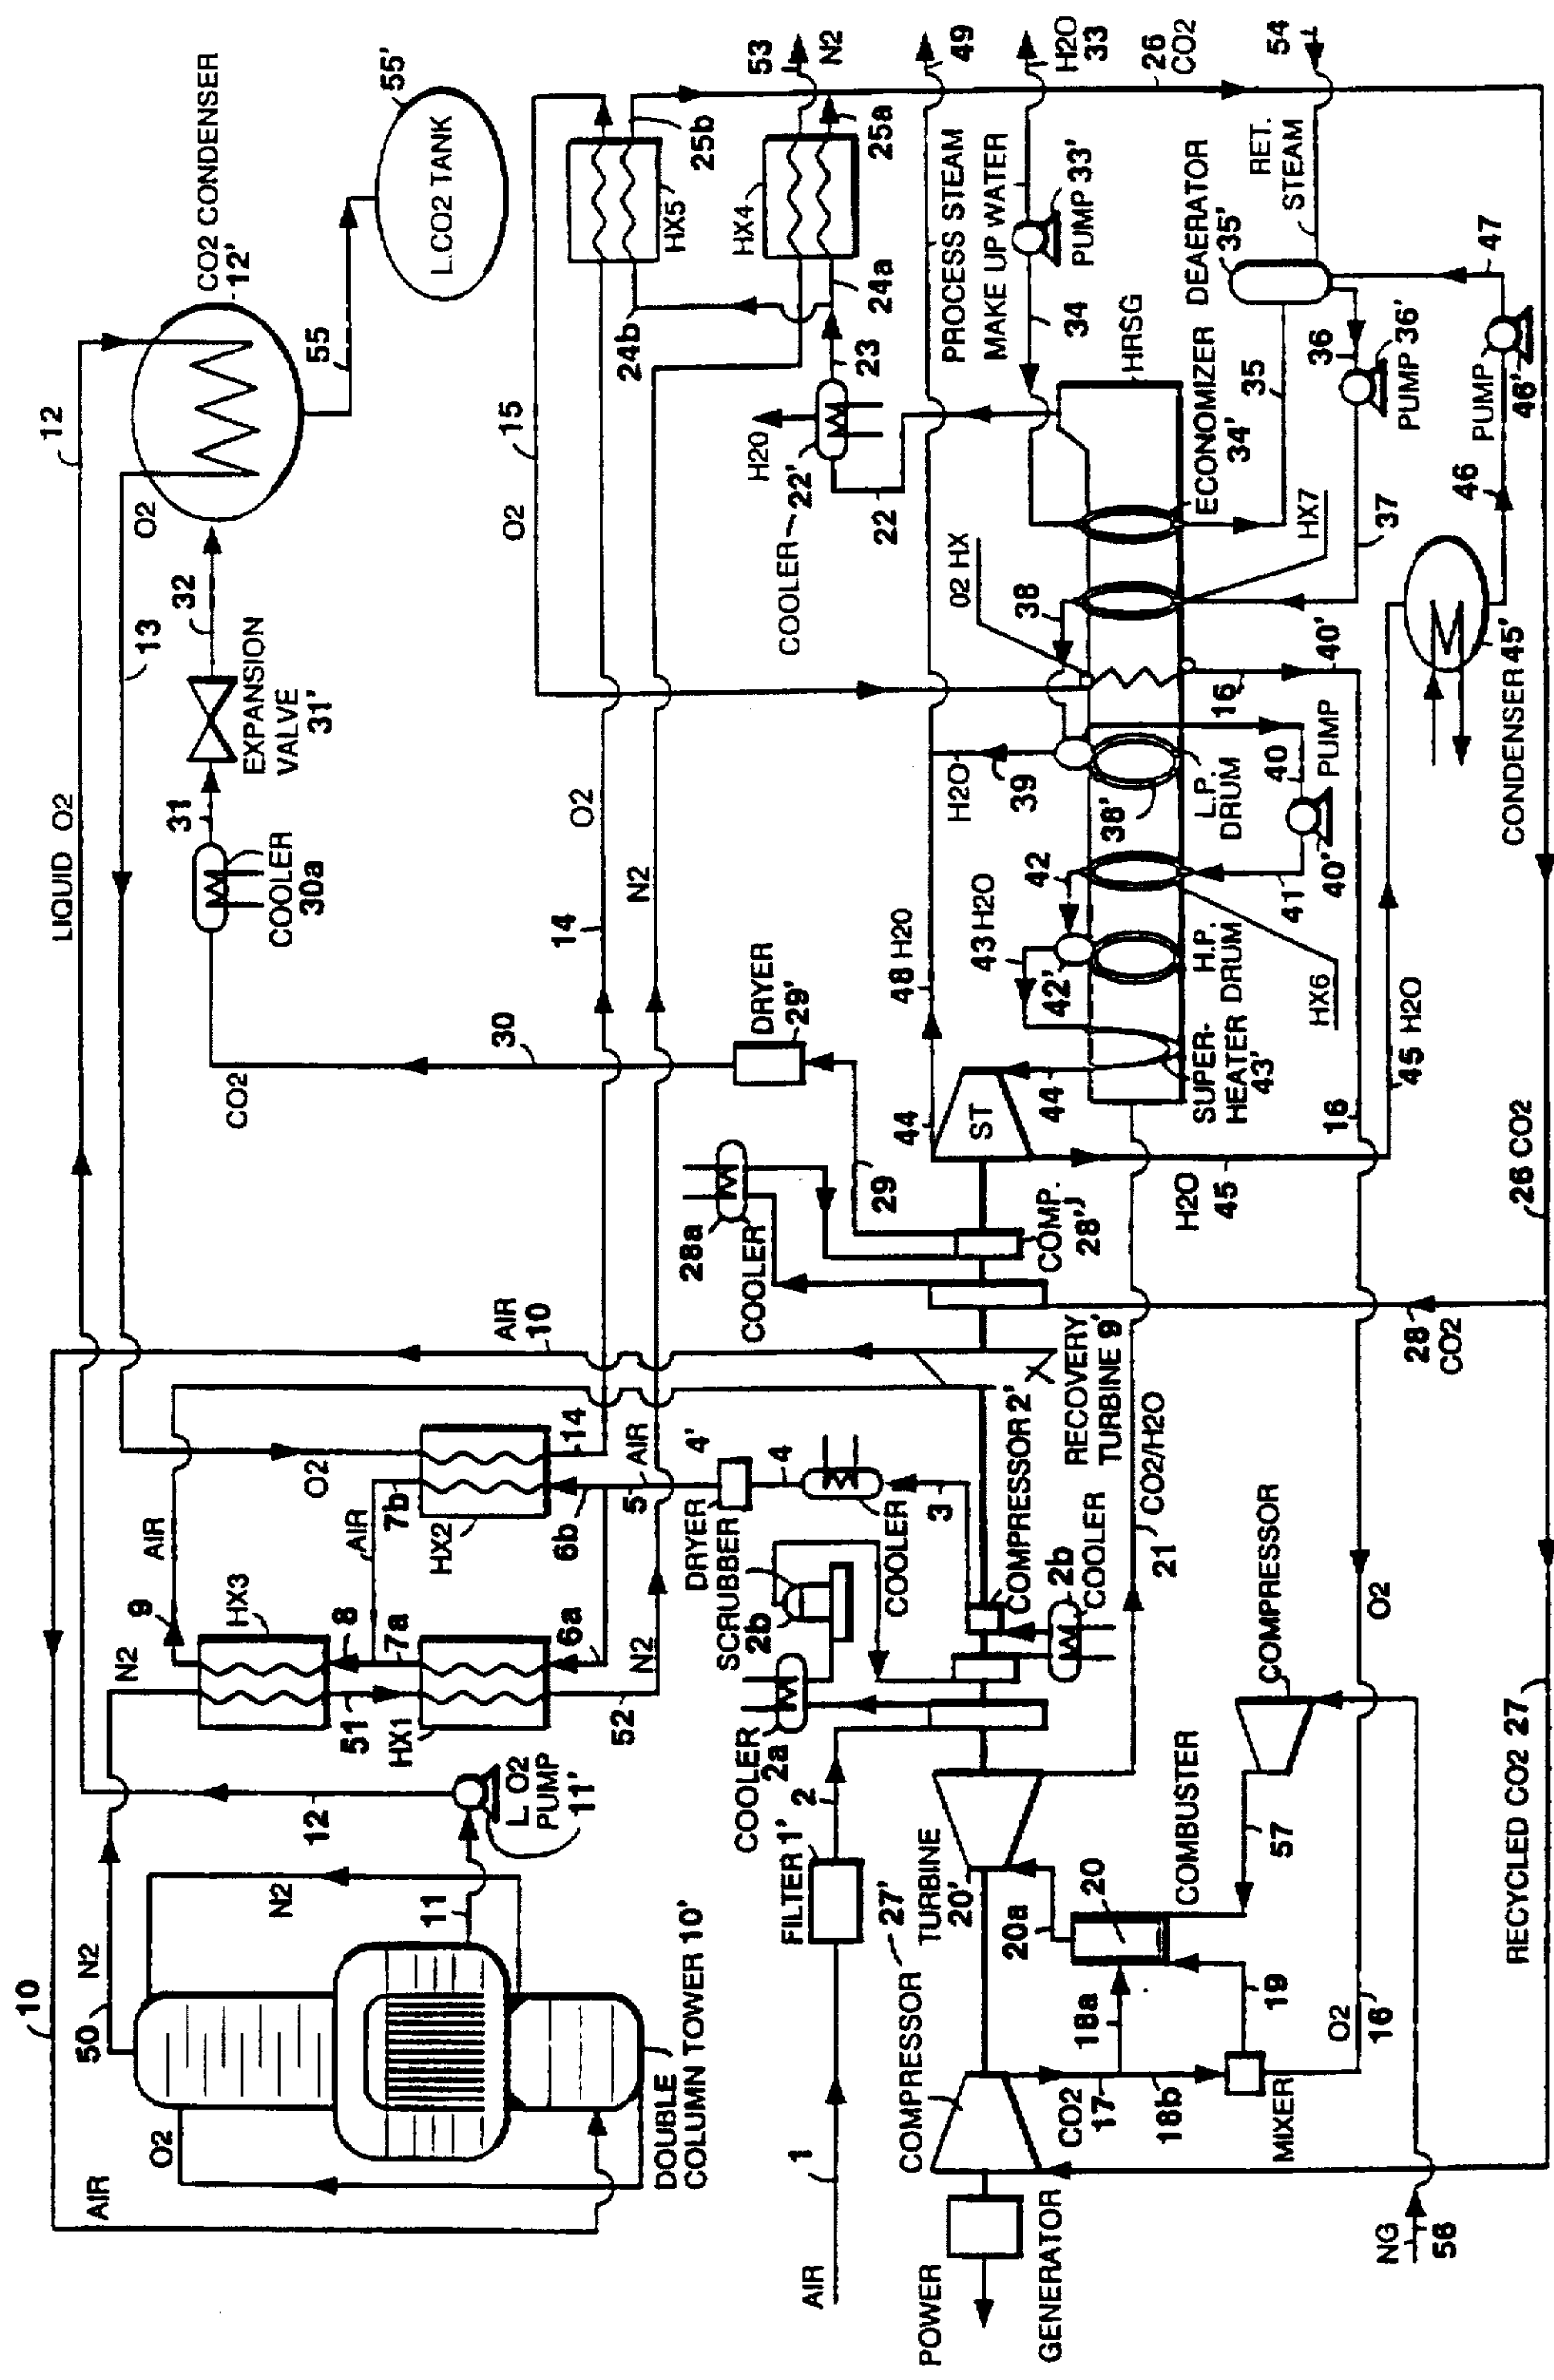 12
LIQUID O2
CO2 CONDENSER
12'
55'
L.CO2 TANK
55
O2
13
32
EXPANSION
VALVE
31'
31
COOLER
30a
CO2
30
DRYER
29'
29
28a
COOLER
COMP.
28'
15
O2
HX5
25b
HX4
25a
24a
24b
23
53
N2
49
H2O
33
26
CO2
54
RET.
STEAM
PROCESS STEAM
MAKE UP WATER
PUMP 33'
34
H2O
COOLER
22'
22
HRSG
ECONOMIZER
34'
DEAERATOR
35'
35
36
PUMP 36'
37
47
PUMP
46'
46
HX7
O2 HX
38
16
40'
CONDENSER 45'
14
O2
N2
H2O
39
38'
L.P.
DRUM
40
PUMP
40'
41
42
43 H2O
42'
H.P.
DRUM
HX6
SUPER-
HEATER
43'
48 H2O
44
ST
44
45 H2O
H2O
45
16
26 CO2
28
CO2
10
AIR
N2
50
N2
O2
AIR
11
DOUBLE
COLUMN TOWER 10'
12
L O2
PUMP
11'
N2
9
AIR
HX3
8
7a
51
HX1
6a
52
N2
AIR
7b
HX2
6b
O2
14
5
AIR
4'
DRYER
SCRUBBER
4
COOLER
3
2b
COOLER
2a
COOLER
2b
COMPRESSOR 2'
RECOVERY
TURBINE 9'
AIR
10
AIR
1
FILTER 1'
2
COMPRESSOR
27'
TURBINE
20'
20a
20
COMBUSTER
57
COMPRESSOR
21
CO2/H2O
POWER
GENERATOR
CO2
17
18a
18b
MIXER
19
O2
16
O2
NG
56
RECYCLED CO2 27